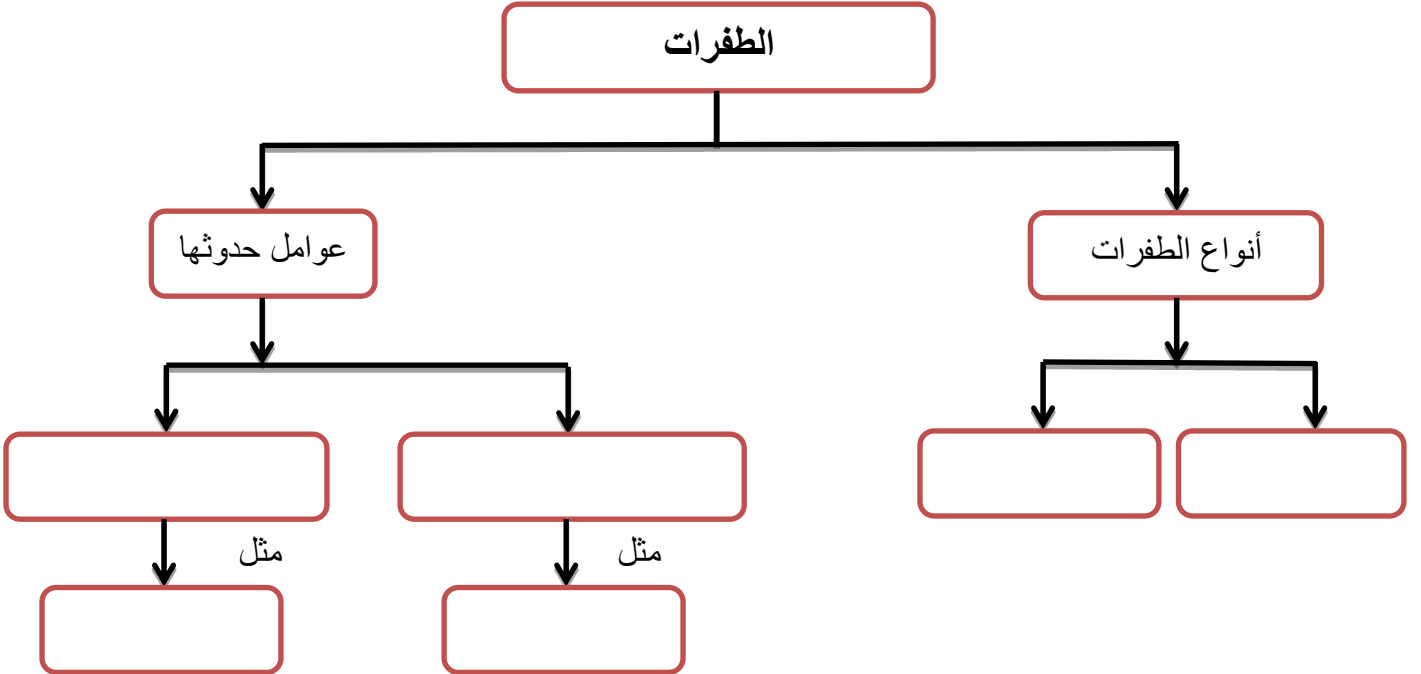 الطفرات
أنواع الطفرات
عوامل حدوثها
مثل
مثل